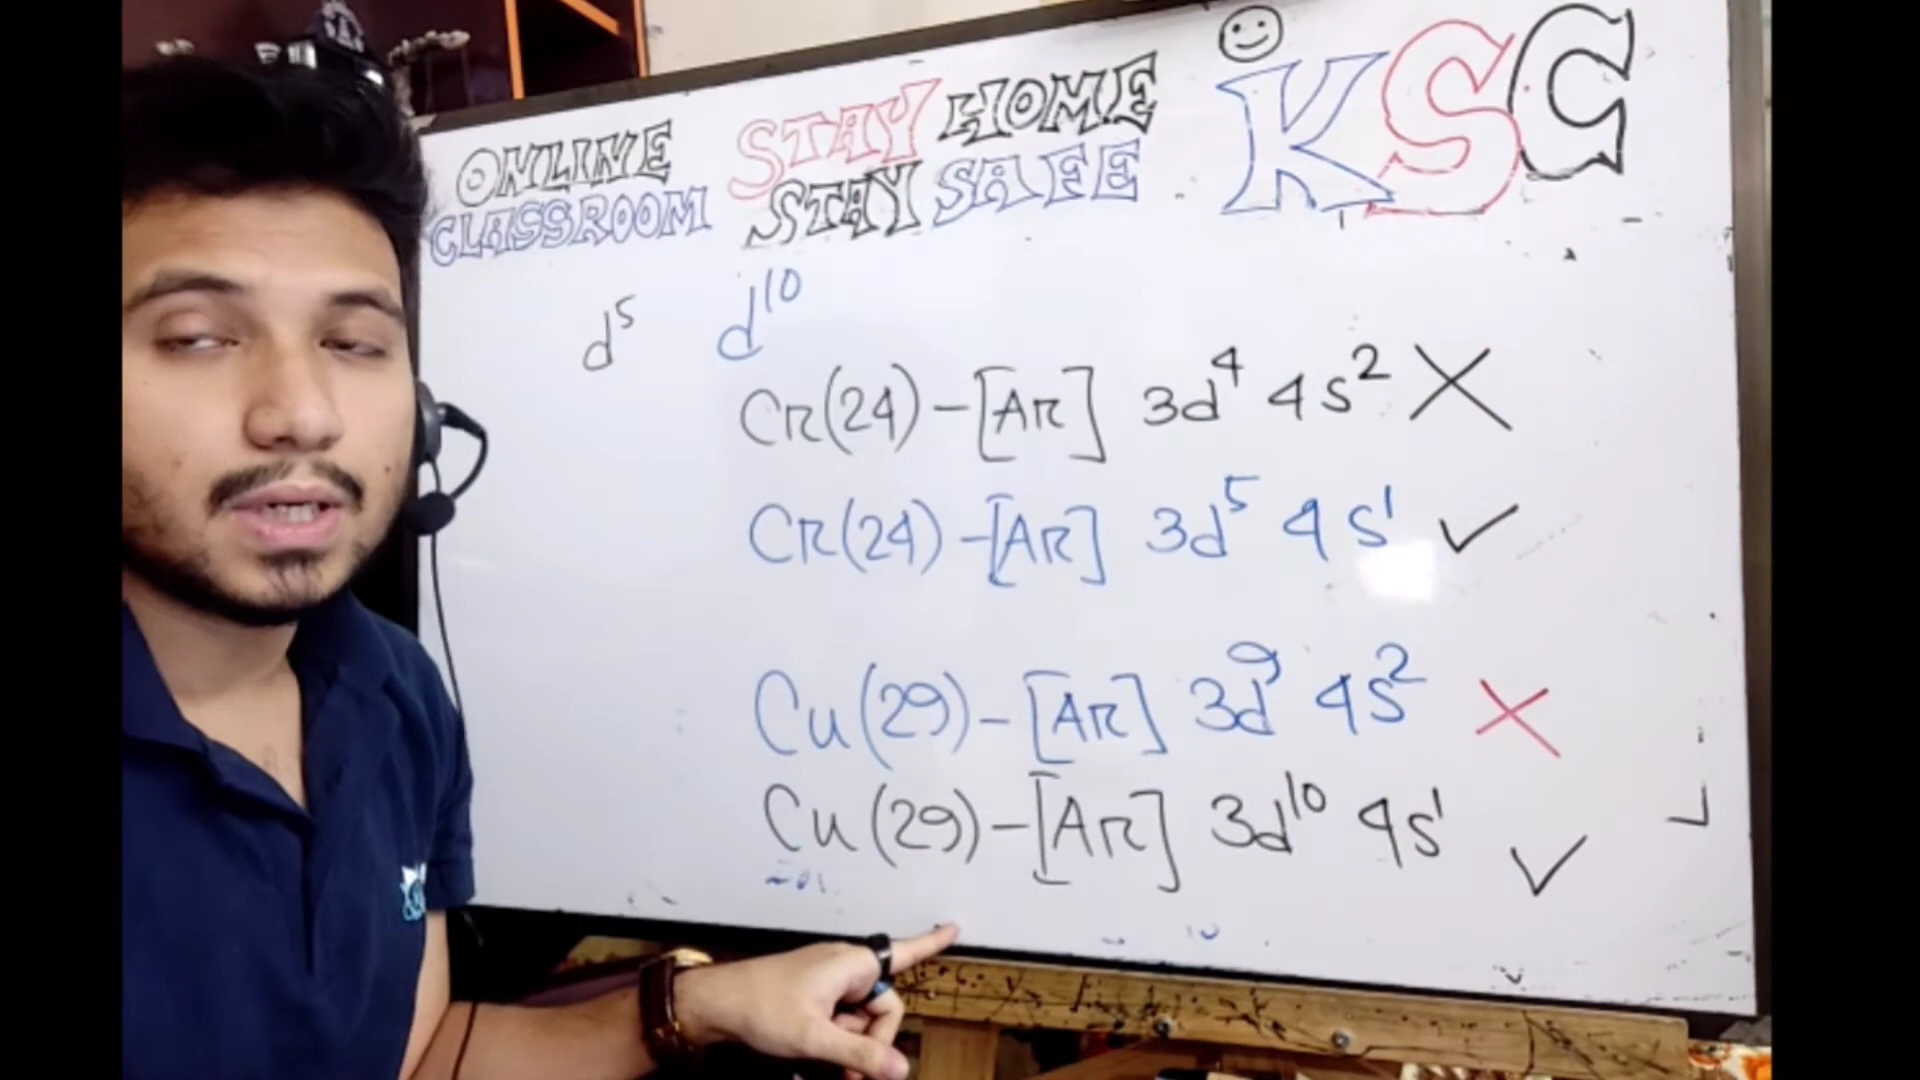 ONLINE
CLASSROOM
STAY HOME
STAY SAFE
KSC
d⁵ d¹⁰
Cr(24)-[Ar] 3d⁴ 4s² X
Cr(24)-[Ar] 3d⁵ 4s¹ ✓
Cu(29)-[Ar] 3d⁹ 4s² X
Cu(29)-[Ar] 3d¹⁰ 4s¹ ✓